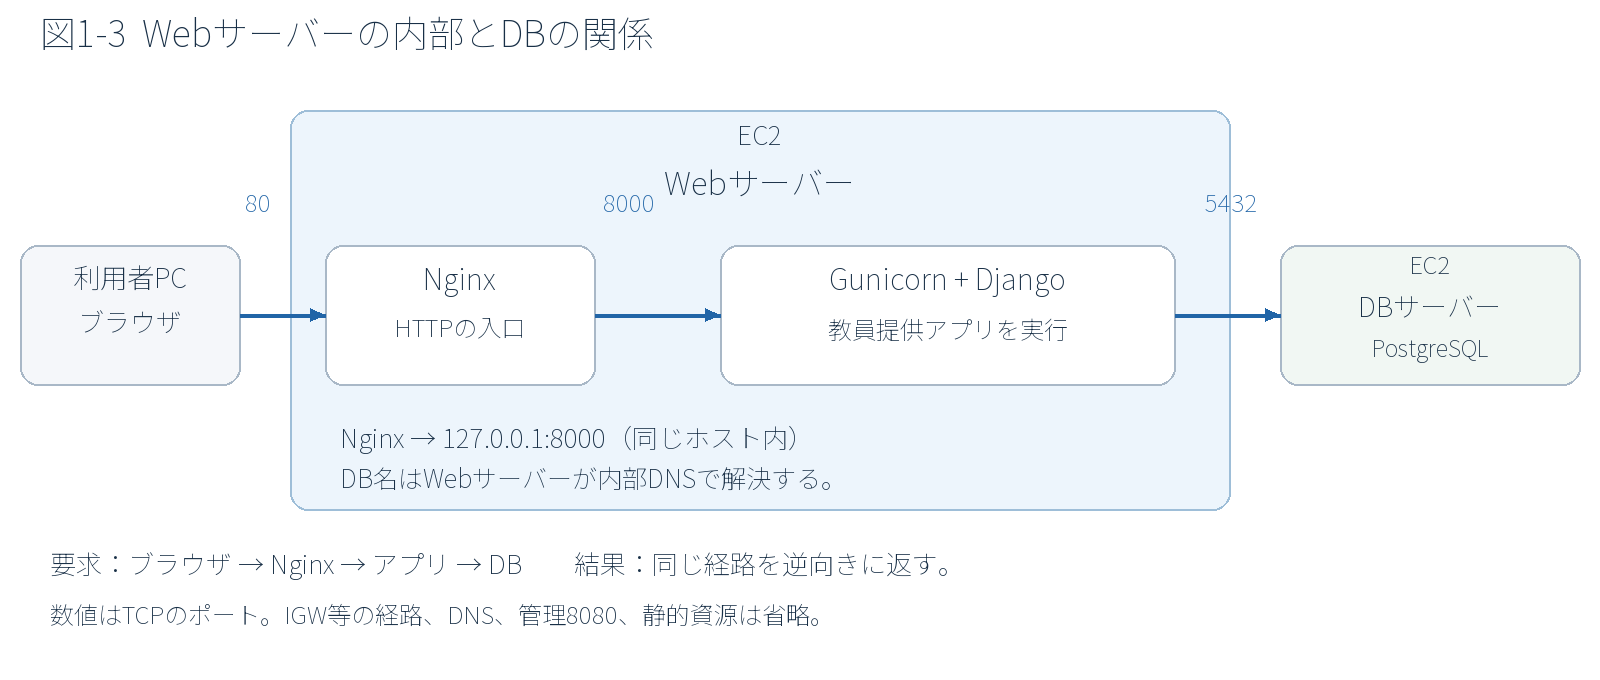 図1-3 Webサーバーの内部とDBの関係
EC2
Webサーバー
80
8000
5432
利用者PC
ブラウザ
Nginx
HTTPの入口
Gunicorn + Django
教員提供アプリを実行
EC2
DBサーバー
PostgreSQL
Nginx → 127.0.0.1:8000（同じホスト内）
DB名はWebサーバーが内部DNSで解決する。
要求：ブラウザ → Nginx → アプリ → DB　　結果：同じ経路を逆向きに返す。
数値はTCPのポート。IGW等の経路、DNS、管理8080、静的資源は省略。